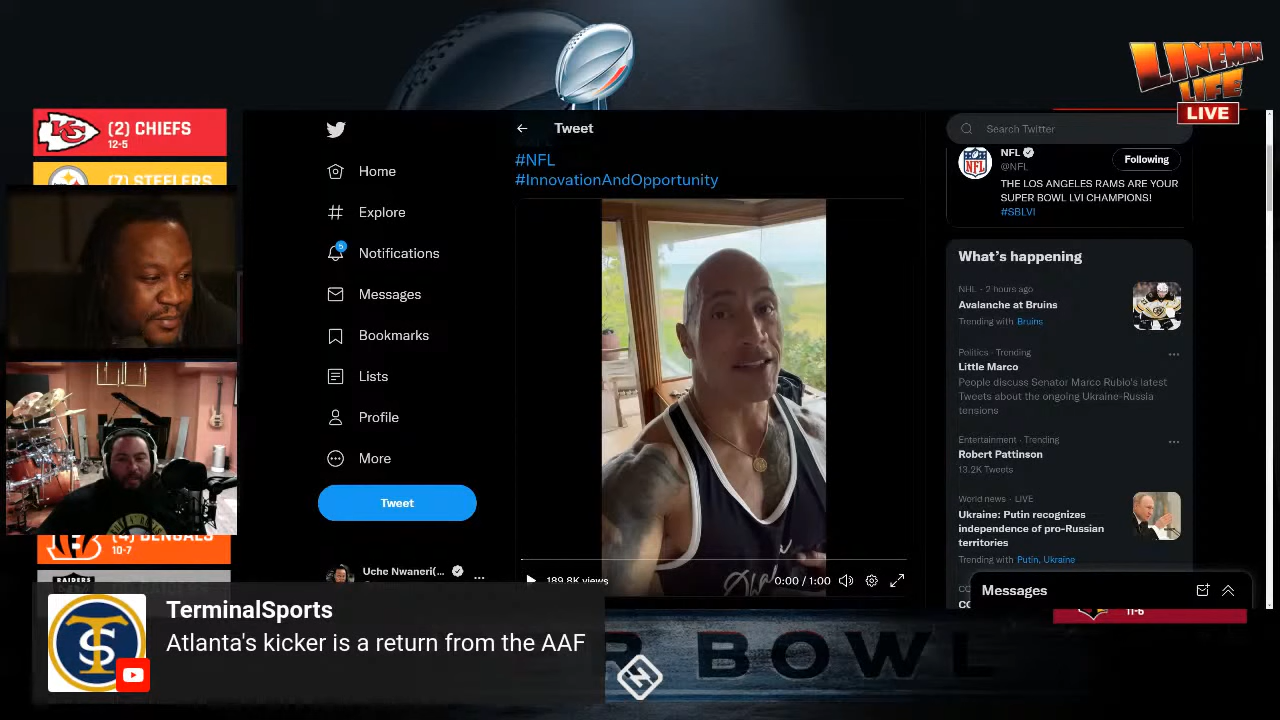 LINEMAN
LIFE
LIVE
(2) CHIEFS
12-5
(7) STEELERS
(4) BENGALS
10-7
RAIDERS
Home
Explore
5
Notifications
Messages
Bookmarks
Lists
Profile
More
Tweet
Uche Nwaneri(...
Tweet
#NFL
#InnovationAndOpportunity
189.8K views
0:00 / 1:00
Search Twitter
NFL
@NFL
Following
THE LOS ANGELES RAMS ARE YOUR
SUPER BOWL LVI CHAMPIONS!
#SBLVI
What's happening
NHL · 2 hours ago
Avalanche at Bruins
Trending with Bruins
Politics · Trending
Little Marco
People discuss Senator Marco Rubio's latest
Tweets about the ongoing Ukraine-Russia
tensions
Entertainment · Trending
Robert Pattinson
13.2K Tweets
World news · LIVE
Ukraine: Putin recognizes
independence of pro-Russian
territories
Trending with Putin, Ukraine
Messages
11-6
TerminalSports
Atlanta's kicker is a return from the AAF
R BOWL